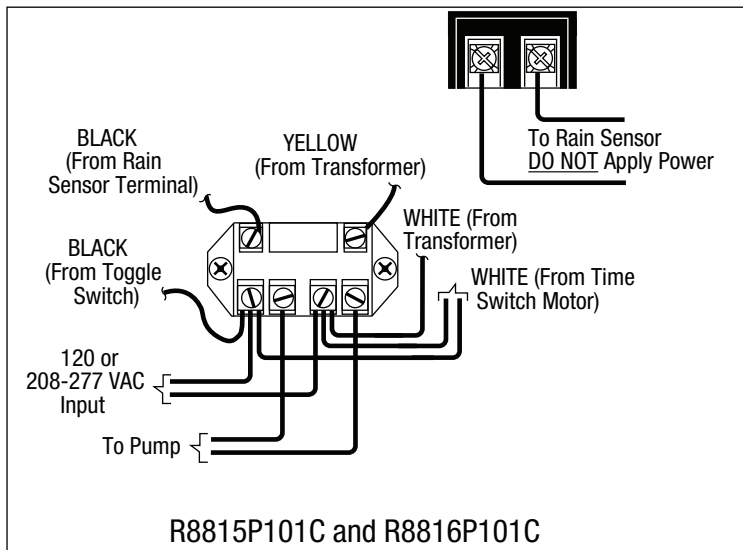 To Rain Sensor
DO NOT Apply Power
BLACK
(From Rain
Sensor Terminal)
YELLOW
(From Transformer)
WHITE (From
Transformer)
BLACK
(From Toggle
Switch)
WHITE (From Time
Switch Motor)
120 or
208-277 VAC
Input
To Pump
R8815P101C and R8816P101C